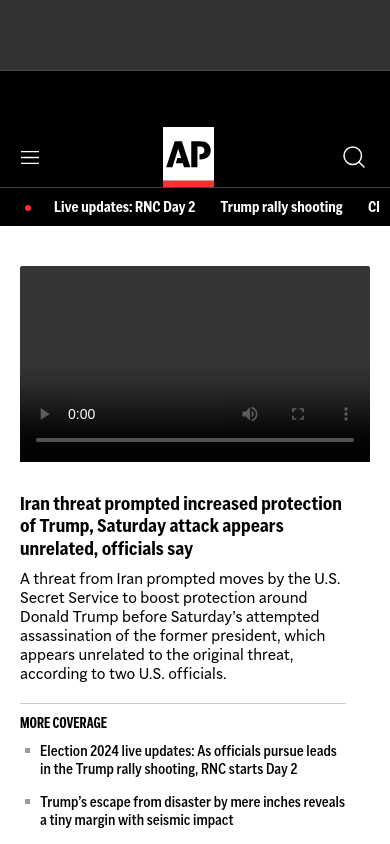 AP
Live updates: RNC Day 2 Trump rally shooting Cl
0:00
Iran threat prompted increased protection
of Trump, Saturday attack appears
unrelated, officials say
A threat from Iran prompted moves by the U.S.
Secret Service to boost protection around
Donald Trump before Saturday’s attempted
assassination of the former president, which
appears unrelated to the original threat,
according to two U.S. officials.
MORE COVERAGE
Election 2024 live updates: As officials pursue leads
in the Trump rally shooting, RNC starts Day 2
Trump’s escape from disaster by mere inches reveals
a tiny margin with seismic impact